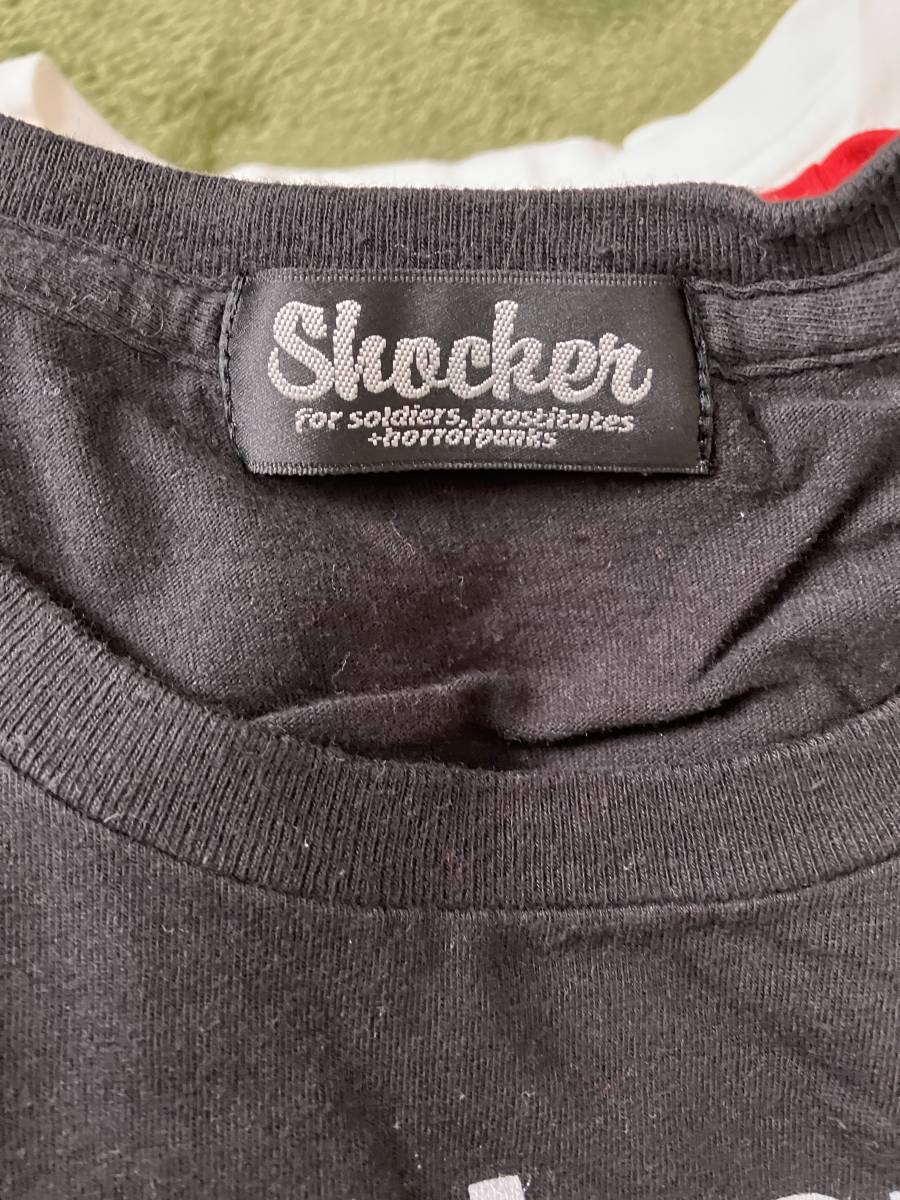 Shocker
for soldiers, prostitutes
+horrorpunks